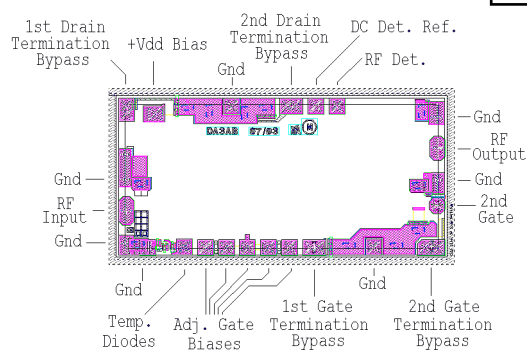 1st Drain
Termination
Bypass
+Vdd Bias
2nd Drain
Termination
Bypass
DC Det. Ref.
RF Det.
Gnd
Gnd
RF
Output
Gnd
2nd
Gate
Gnd
RF
Input
Gnd
DA3AB 07/03 M
Gnd
Temp.
Diodes
Adj. Gate
Biases
1st Gate
Termination
Bypass
Gnd
2nd Gate
Termination
Bypass